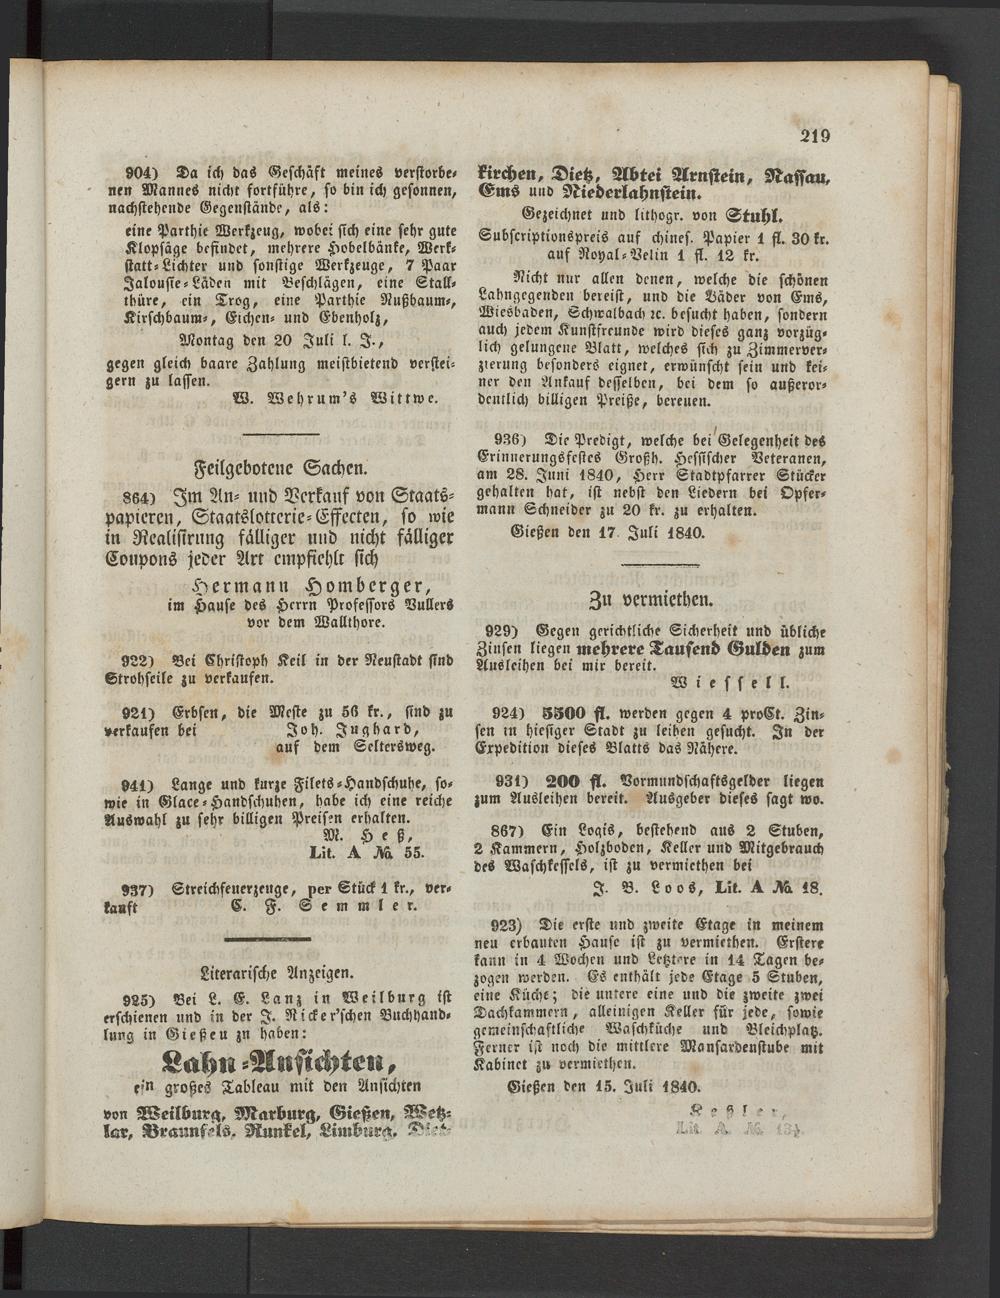 219
904) Da ich das Geschäft meines verstorbe-
nen Mannes nicht fortführe, so bin ich gesonnen,
nachstehende Gegenstände, als:
eine Parthie Werkzeug, wobei sich eine sehr gute
Klopsäge befindet, mehrere Hobelbänke, Werk-
statt-Lichter und sonstige Werkzeuge, 7 Paar
Jalousie-Läden mit Beschlägen, eine Stall-
thüre, ein Trog, eine Parthie Nußbaum-,
Kirschbaum-, Eichen- und Ebenholz,
Montag den 20 Juli l. J.,
gegen gleich baare Zahlung meistbietend verstei-
gern zu lassen.
W. Wehrum's Wittwe.
Feilgebotene Sachen.
864) Im An- und Verkauf von Staats-
papieren, Staatslotterie-Effecten, so wie
in Realisirung fälliger und nicht fälliger
Coupons jeder Art empfiehlt sich
Hermann Homberger,
im Hause des Herrn Professors Vullers
vor dem Wallthore.
922) Bei Christoph Keil in der Neustadt sind
Strohseile zu verkaufen.
921) Erbsen, die Meste zu 56 kr., sind zu
verkaufen bei Joh. Jughard,
auf dem Seltersweg.
941) Lange und kurze Filets-Handschuhe, so-
wie in Glace-Handschuhen, habe ich eine reiche
Auswahl zu sehr billigen Preisen erhalten.
M. Heß,
Lit. A № 55.
937) Streichfeuerzeuge, per Stück 1 kr., ver-
kauft C. F. Semmler.
Literarische Anzeigen.
925) Bei L. E. Lanz in Weilburg ist
erschienen und in der J. Ricker'schen Buchhand-
lung in Gießen zu haben:
Lahn-Ansichten,
ein großes Tableau mit den Ansichten
von Weilburg, Marburg, Gießen, Wetz-
lar, Braunfels, Runkel, Limburg, Diet-
kirchen, Dietz, Abtei Arnstein, Nassau,
Ems und Niederlahnstein.
Gezeichnet und lithogr. von Stuhl.
Subscriptionspreis auf chines. Papier 1 fl. 30 kr.
auf Royal-Velin 1 fl. 12 kr.
Nicht nur allen denen, welche die schönen
Lahngegenden bereist, und die Bäder von Ems,
Wiesbaden, Schwalbach ꝛc. besucht haben, sondern
auch jedem Kunstfreunde wird dieses ganz vorzüg-
lich gelungene Blatt, welches sich zu Zimmerver-
zierung besonders eignet, erwünscht sein und kei-
ner den Ankauf desselben, bei dem so außeror-
dentlich billigen Preiße, bereuen.
936) Die Predigt, welche bei Gelegenheit des
Erinnerungsfestes Großh. Hessischer Veteranen,
am 28. Juni 1840, Herr Stadtpfarrer Stücker
gehalten hat, ist nebst den Liedern bei Opfer-
mann Schneider zu 20 kr. zu erhalten.
Gießen den 17 Juli 1840.
Zu vermiethen.
929) Gegen gerichtliche Sicherheit und übliche
Zinsen liegen mehrere Tausend Gulden zum
Ausleihen bei mir bereit.
Wiessell.
924) 5500 fl. werden gegen 4 proCt. Zin-
sen in hiesiger Stadt zu leihen gesucht. In der
Expedition dieses Blatts das Nähere.
931) 200 fl. Vormundschaftsgelder liegen
zum Ausleihen bereit. Ausgeber dieses sagt wo.
867) Ein Logis, bestehend aus 2 Stuben,
2 Kammern, Holzboden, Keller und Mitgebrauch
des Waschkessels, ist zu vermiethen bei
J. B. Loos, Lit. A № 18.
923) Die erste und zweite Etage in meinem
neu erbauten Hause ist zu vermiethen. Erstere
kann in 4 Wochen und Letztere in 14 Tagen be-
zogen werden. Es enthält jede Etage 5 Stuben,
eine Küche; die untere eine und die zweite zwei
Dachkammern, alleinigen Keller für jede, sowie
gemeinschaftliche Waschküche und Bleichplatz.
Ferner ist noch die mittlere Mansardenstube mit
Kabinet zu vermiethen.
Gießen den 15. Juli 1840.
Keßler,
Lit. A. №